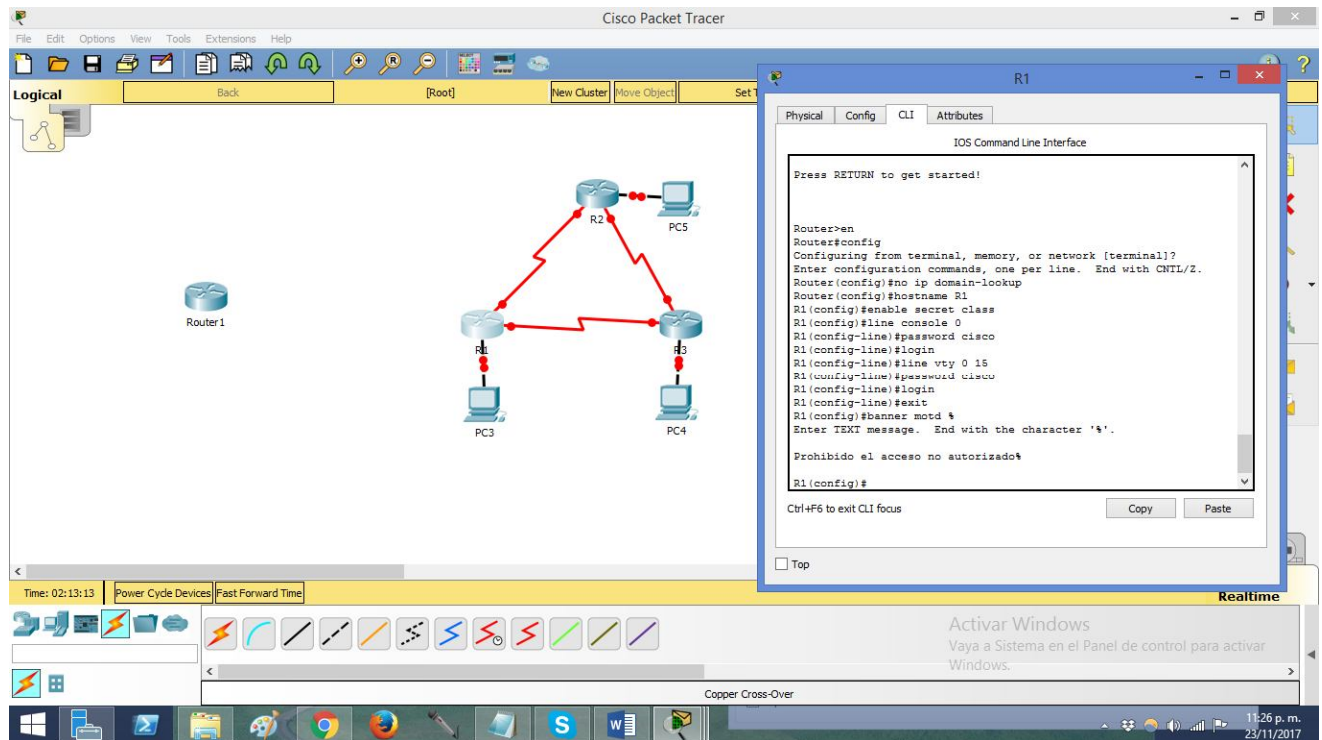 Cisco Packet Tracer
File Edit Options View Tools Extensions Help
Logical
Back
[Root]
New Cluster
Move Object
Set T
R1
Physical
Config
CLI
Attributes
IOS Command Line Interface
Press RETURN to get started!
Router>en
Router#config
Configuring from terminal, memory, or network [terminal]?
Enter configuration commands, one per line. End with CNTL/Z.
Router(config)#no ip domain-lookup
Router(config)#hostname R1
R1(config)#enable secret class
R1(config)#line console 0
R1(config-line)#password cisco
R1(config-line)#login
R1(config-line)#line vty 0 15
R1(config-line)#password cisco
R1(config-line)#login
R1(config-line)#exit
R1(config)#banner motd %
Enter TEXT message. End with the character '%'.
Prohibido el acceso no autorizado%
R1(config)#
Ctrl+F6 to exit CLI focus
Copy
Paste
Top
R2
PC5
Router1
R1
R3
PC3
PC4
Time: 02:13:13
Power Cycle Devices
Fast Forward Time
Realtime
Activar Windows
Vaya a Sistema en el Panel de control para activar
Windows.
Copper Cross-Over
11:26 p. m.
23/11/2017